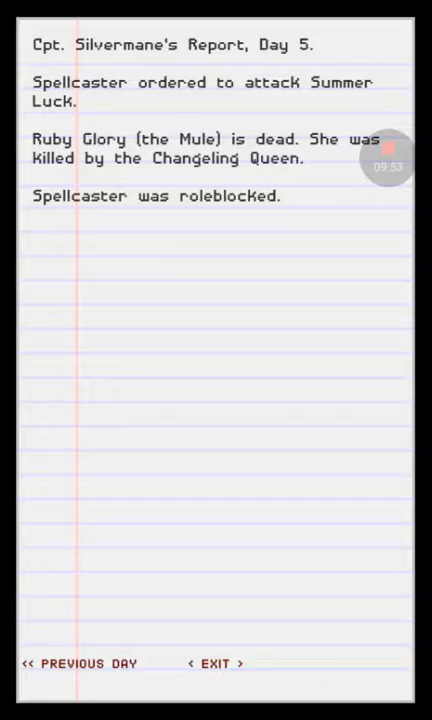 Cpt. Silvermane's Report, Day 5.
Spellcaster ordered to attack Summer
Luck.
Ruby Glory (the Mule) is dead. She was
killed by the Changeling Queen.
09:53
Spellcaster was roleblocked.
<< PREVIOUS DAY
< EXIT >